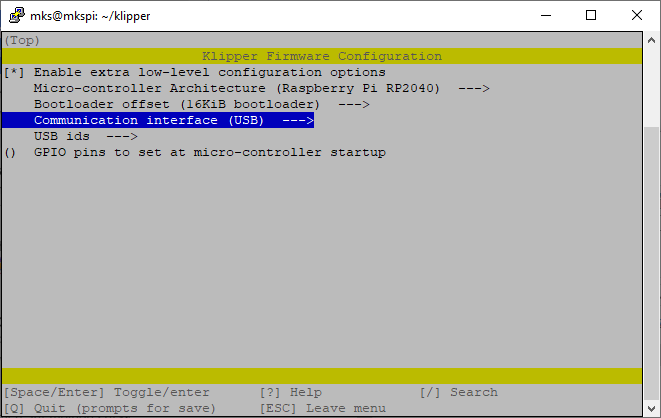 mks@mkspi: ~/klipper
(Top)
Klipper Firmware Configuration
[*] Enable extra low-level configuration options
Micro-controller Architecture (Raspberry Pi RP2040)  --->
Bootloader offset (16KiB bootloader)  --->
Communication interface (USB)  --->
USB ids  --->
()  GPIO pins to set at micro-controller startup
[Space/Enter] Toggle/enter     [?] Help     [/] Search
[Q] Quit (prompts for save)     [ESC] Leave menu